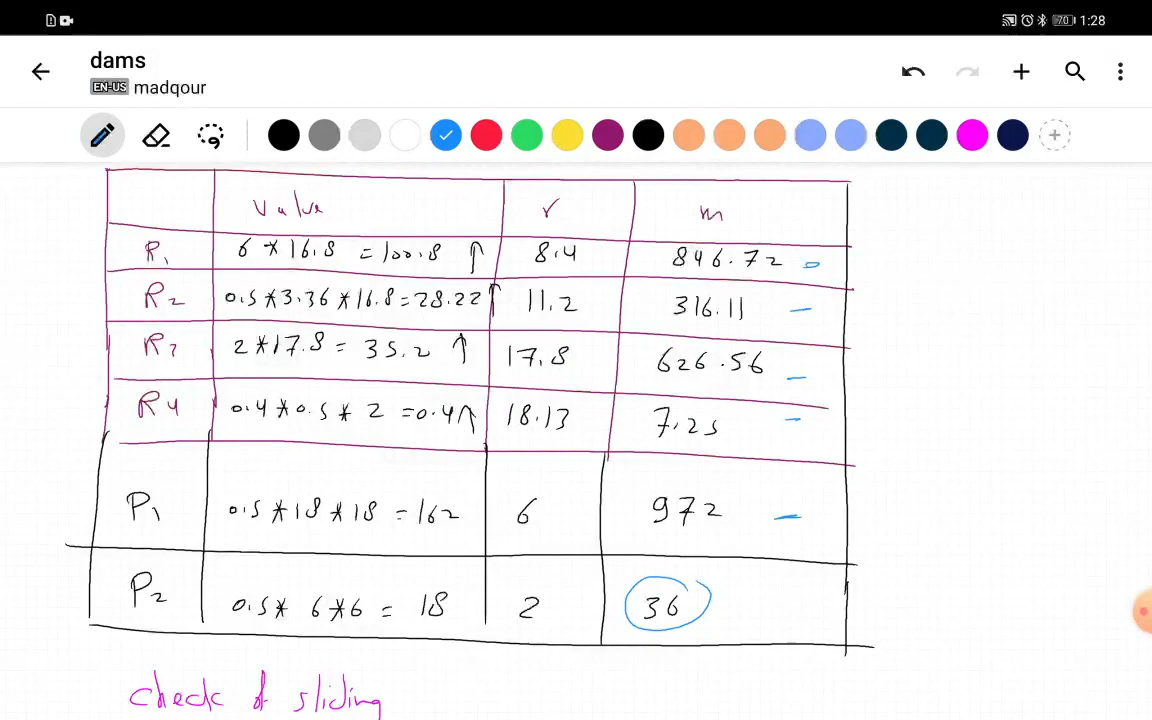 70 1:28
dams
EN-US madqour
value r m
R1 6 * 16.8 = 100.8 ↑ 8.4 846.72
R2 0.5*3.36*16.8=28.22 ↑ 11.2 316.11 –
R3 2*17.8 = 35.2 ↑ 17.8 626.56 –
R4 0.4*0.5* 2 =0.4↑ 18.13 7.25 –
P1 0.5 *18*18 =162 6 972 –
P2 0.5* 6*6 = 18 2 36
check of sliding